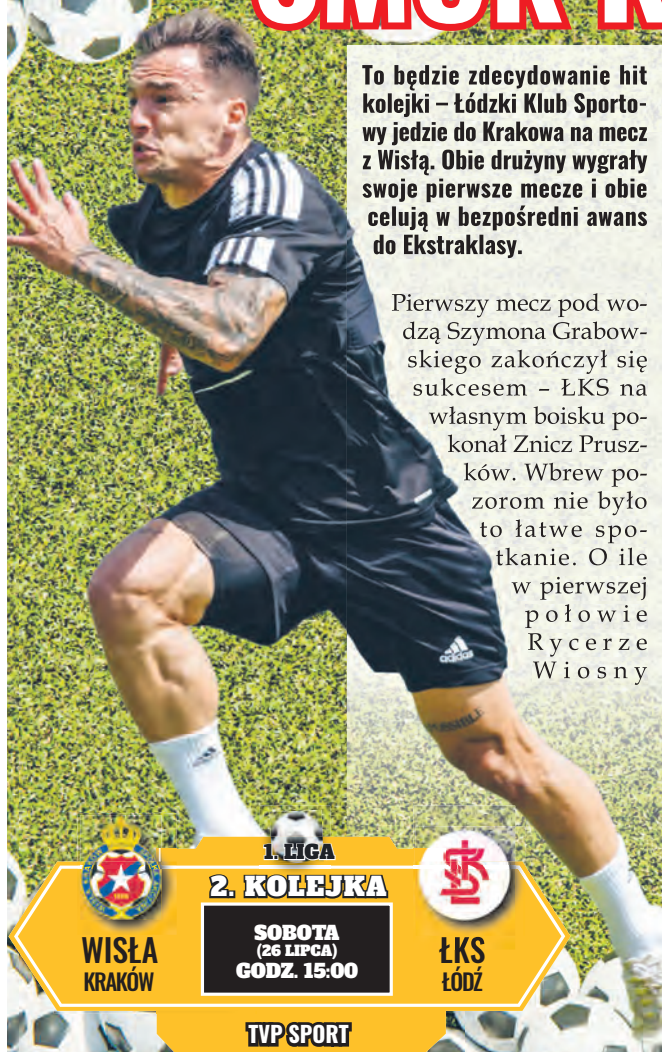 To będzie zdecydowanie hit
kolejki – Łódzki Klub Sporto-
wy jedzie do Krakowa na mecz
z Wisłą. Obie drużyny wygrały
swoje pierwsze mecze i obie
celują w bezpośredni awans
do Ekstraklasy.
Pierwszy mecz pod wo-
dzą Szymona Grabow-
skiego zakończył się
sukcesem – ŁKS na
własnym boisku po-
konał Znicz Prusz-
ków. Wbrew po-
zorom nie było
to łatwe spo-
tkanie. O ile
w pierwszej
połowie
Rycerze
Wiosny
adidas
1. LIGA
2. KOLEJKA
SOBOTA
(26 LIPCA)
GODZ. 15:00
WISŁA
KRAKÓW
ŁKS
ŁÓDŹ
TVP SPORT